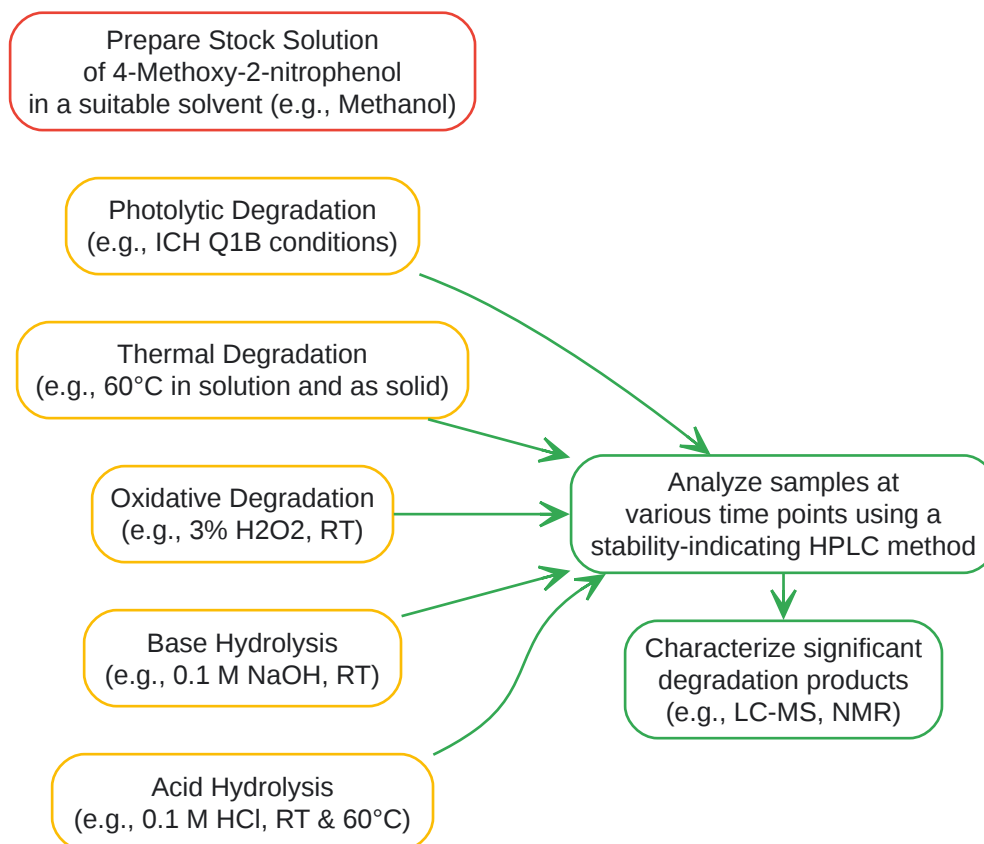 Prepare Stock Solution
of 4-Methoxy-2-nitrophenol
in a suitable solvent (e.g., Methanol)
Photolytic Degradation
(e.g., ICH Q1B conditions)
Thermal Degradation
(e.g., 60°C in solution and as solid)
Oxidative Degradation
(e.g., 3% H2O2, RT)
Base Hydrolysis
(e.g., 0.1 M NaOH, RT)
Acid Hydrolysis
(e.g., 0.1 M HCl, RT & 60°C)
Analyze samples at
various time points using a
stability-indicating HPLC method
Characterize significant
degradation products
(e.g., LC-MS, NMR)